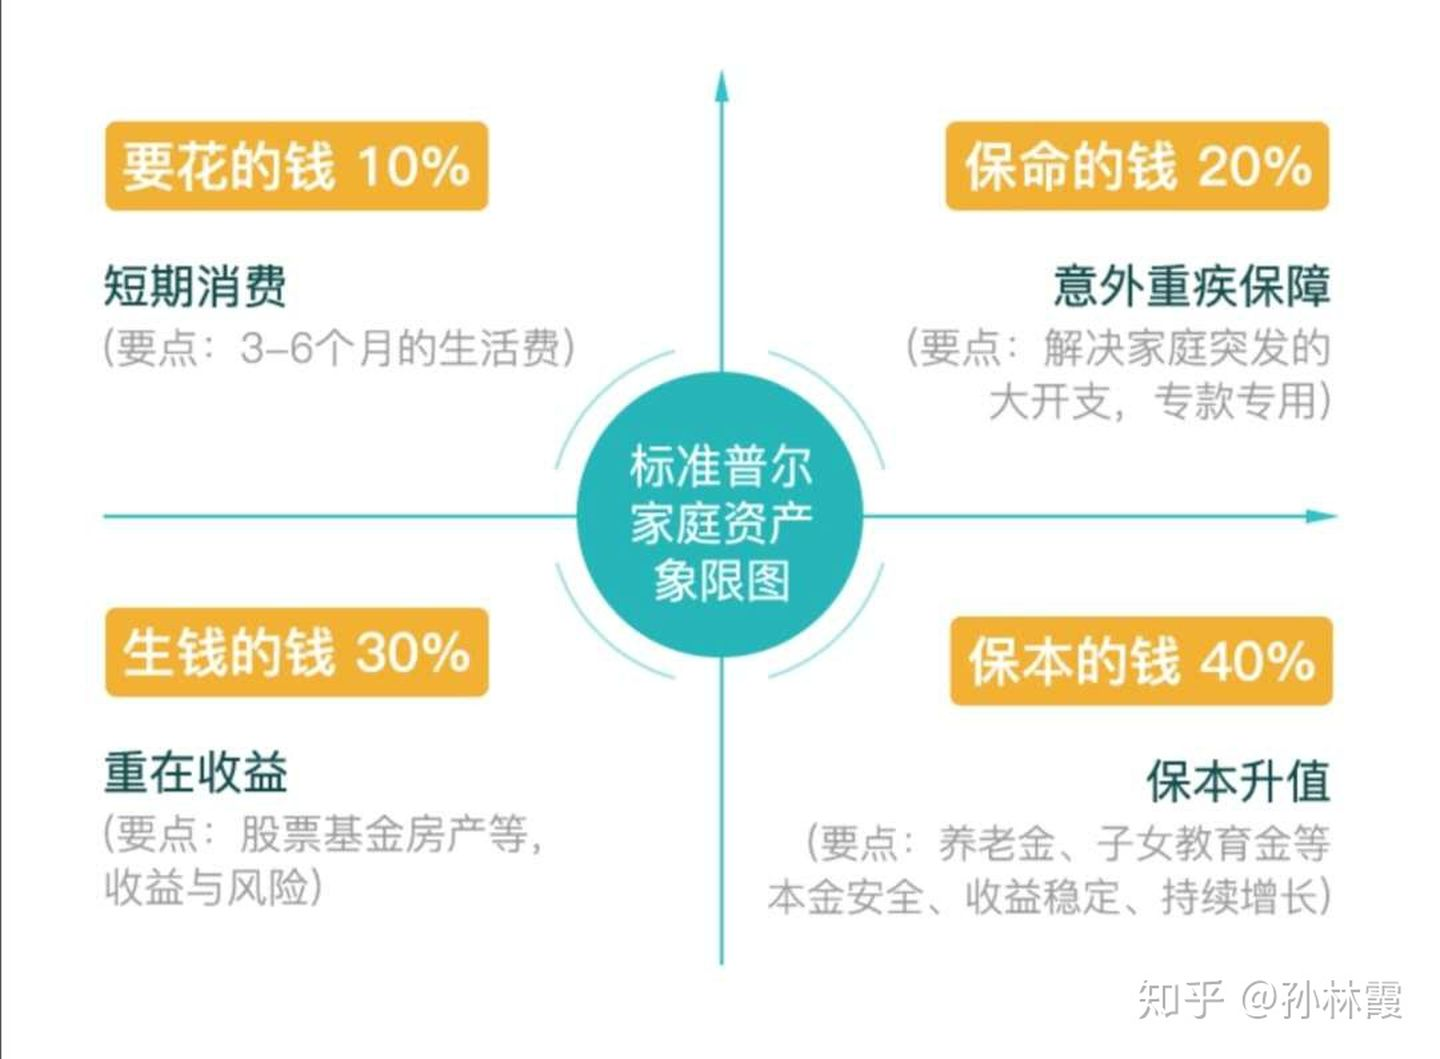 要花的钱 10%
短期消费
(要点：3-6个月的生活费)
保命的钱 20%
意外重疾保障
(要点：解决家庭突发的
大开支，专款专用)
标准普尔
家庭资产
象限图
生钱的钱 30%
重在收益
(要点：股票基金房产等，
收益与风险)
保本的钱 40%
保本升值
(要点：养老金、子女教育金等
本金安全、收益稳定、持续增长)
知乎 @孙林霞